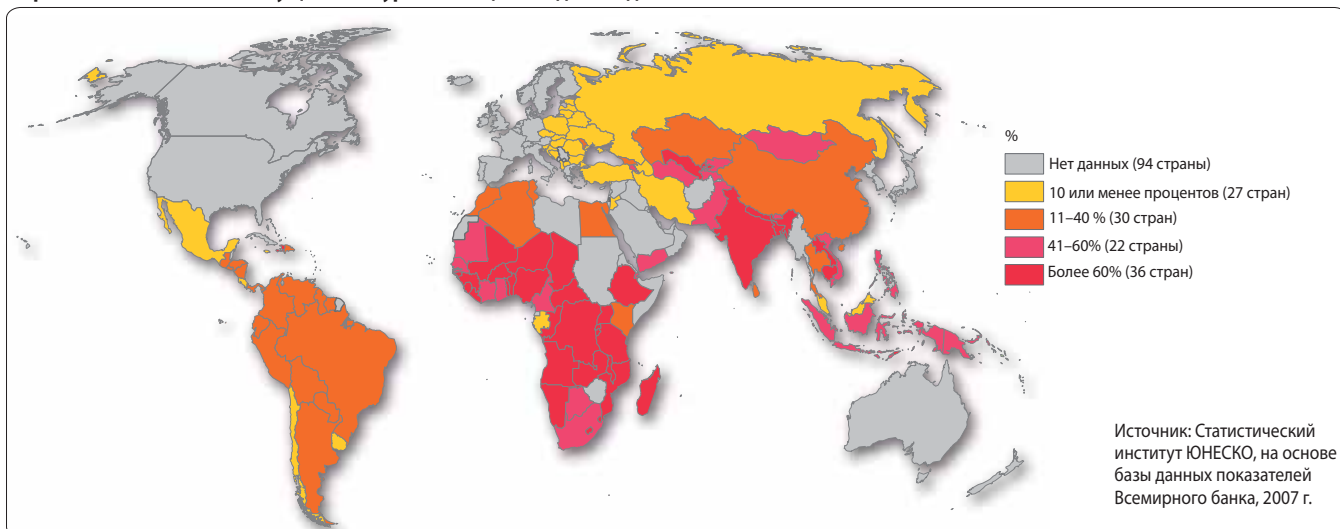 %
Нет данных (94 страны)
10 или менее процентов (27 стран)
11–40 % (30 стран)
41–60% (22 страны)
Более 60% (36 стран)
Источник: Статистический
институт ЮНЕСКО, на основе
базы данных показателей
Всемирного банка, 2007 г.